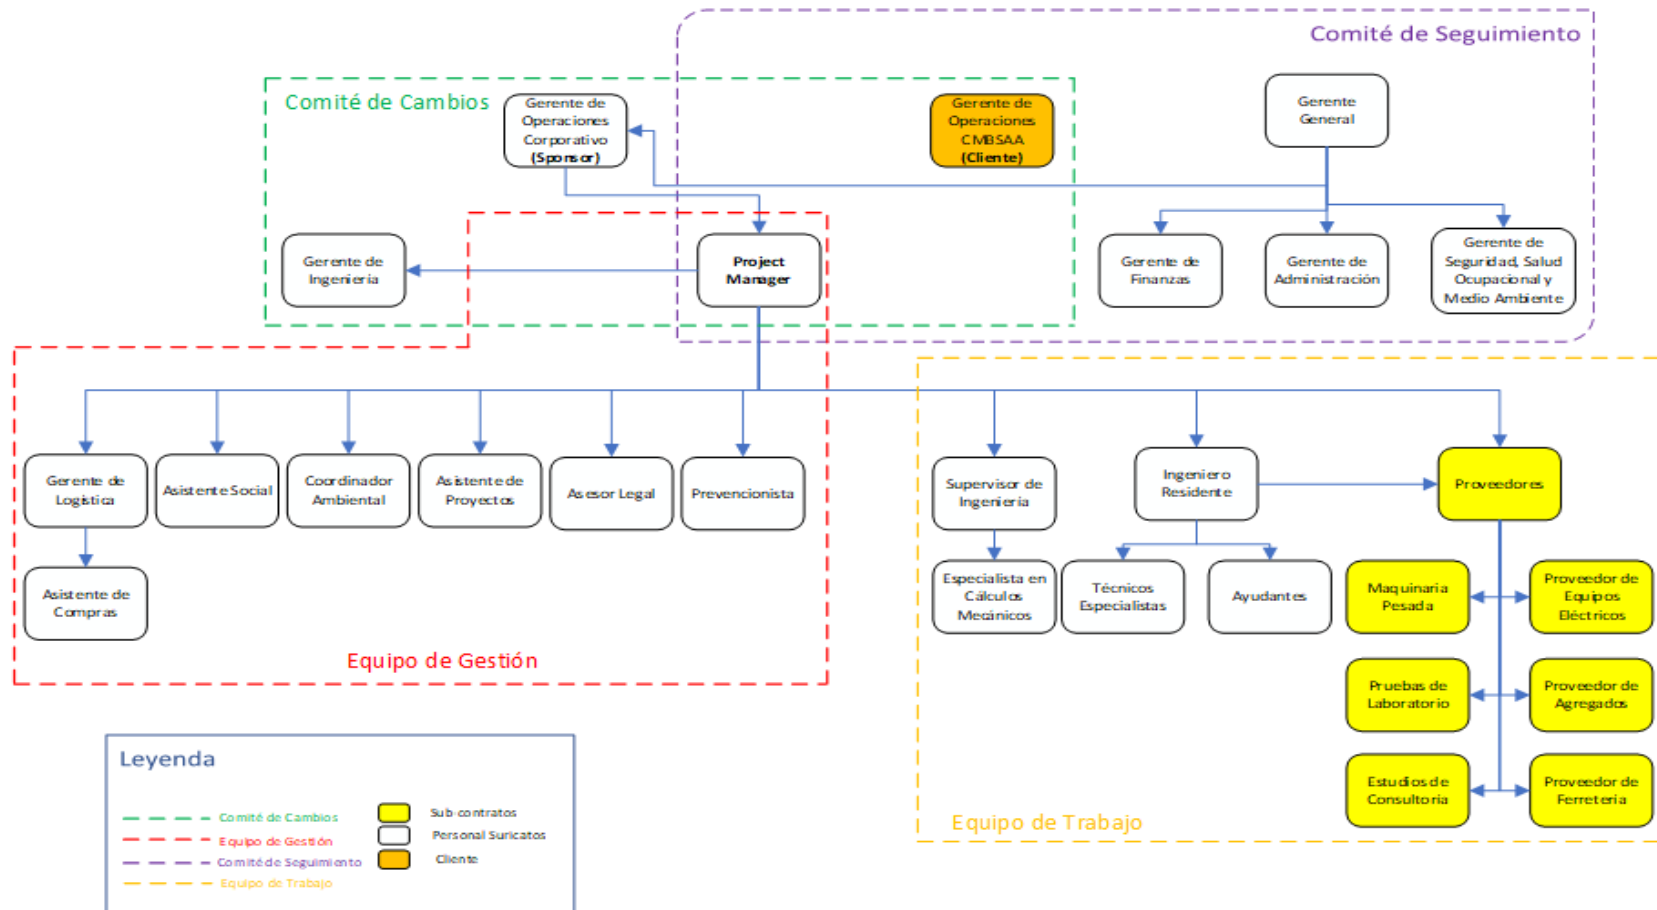 Comité de Seguimiento
Comité de Cambios
Gerente de
Operaciones
Corporativo
(Sponsor)
Gerente de
Operaciones
CMBSAA
(Cliente)
Gerente
General
Gerente de
Ingeniería
Project
Manager
Gerente de
Finanzas
Gerente de
Administración
Gerente de
Seguridad, Salud
Ocupacional y
Medio Ambiente
Gerente de
Logística
Asistente Social
Coordinador
Ambiental
Asistente de
Proyectos
Asesor Legal
Prevencionista
Supervisor de
Ingeniería
Ingeniero
Residente
Proveedores
Asistente de
Compras
Especialista en
Cálculos
Mecánicos
Técnicos
Especialistas
Ayudantes
Maquinaria
Pesada
Proveedor de
Equipos
Eléctricos
Equipo de Gestión
Pruebas de
Laboratorio
Proveedor de
Agregados
Estudios de
Consultoría
Proveedor de
Ferretería
Equipo de Trabajo
Leyenda
Comité de Cambios
Equipo de Gestión
Comité de Seguimiento
Equipo de Trabajo
Sub-contratos
Personal Suricatos
Cliente